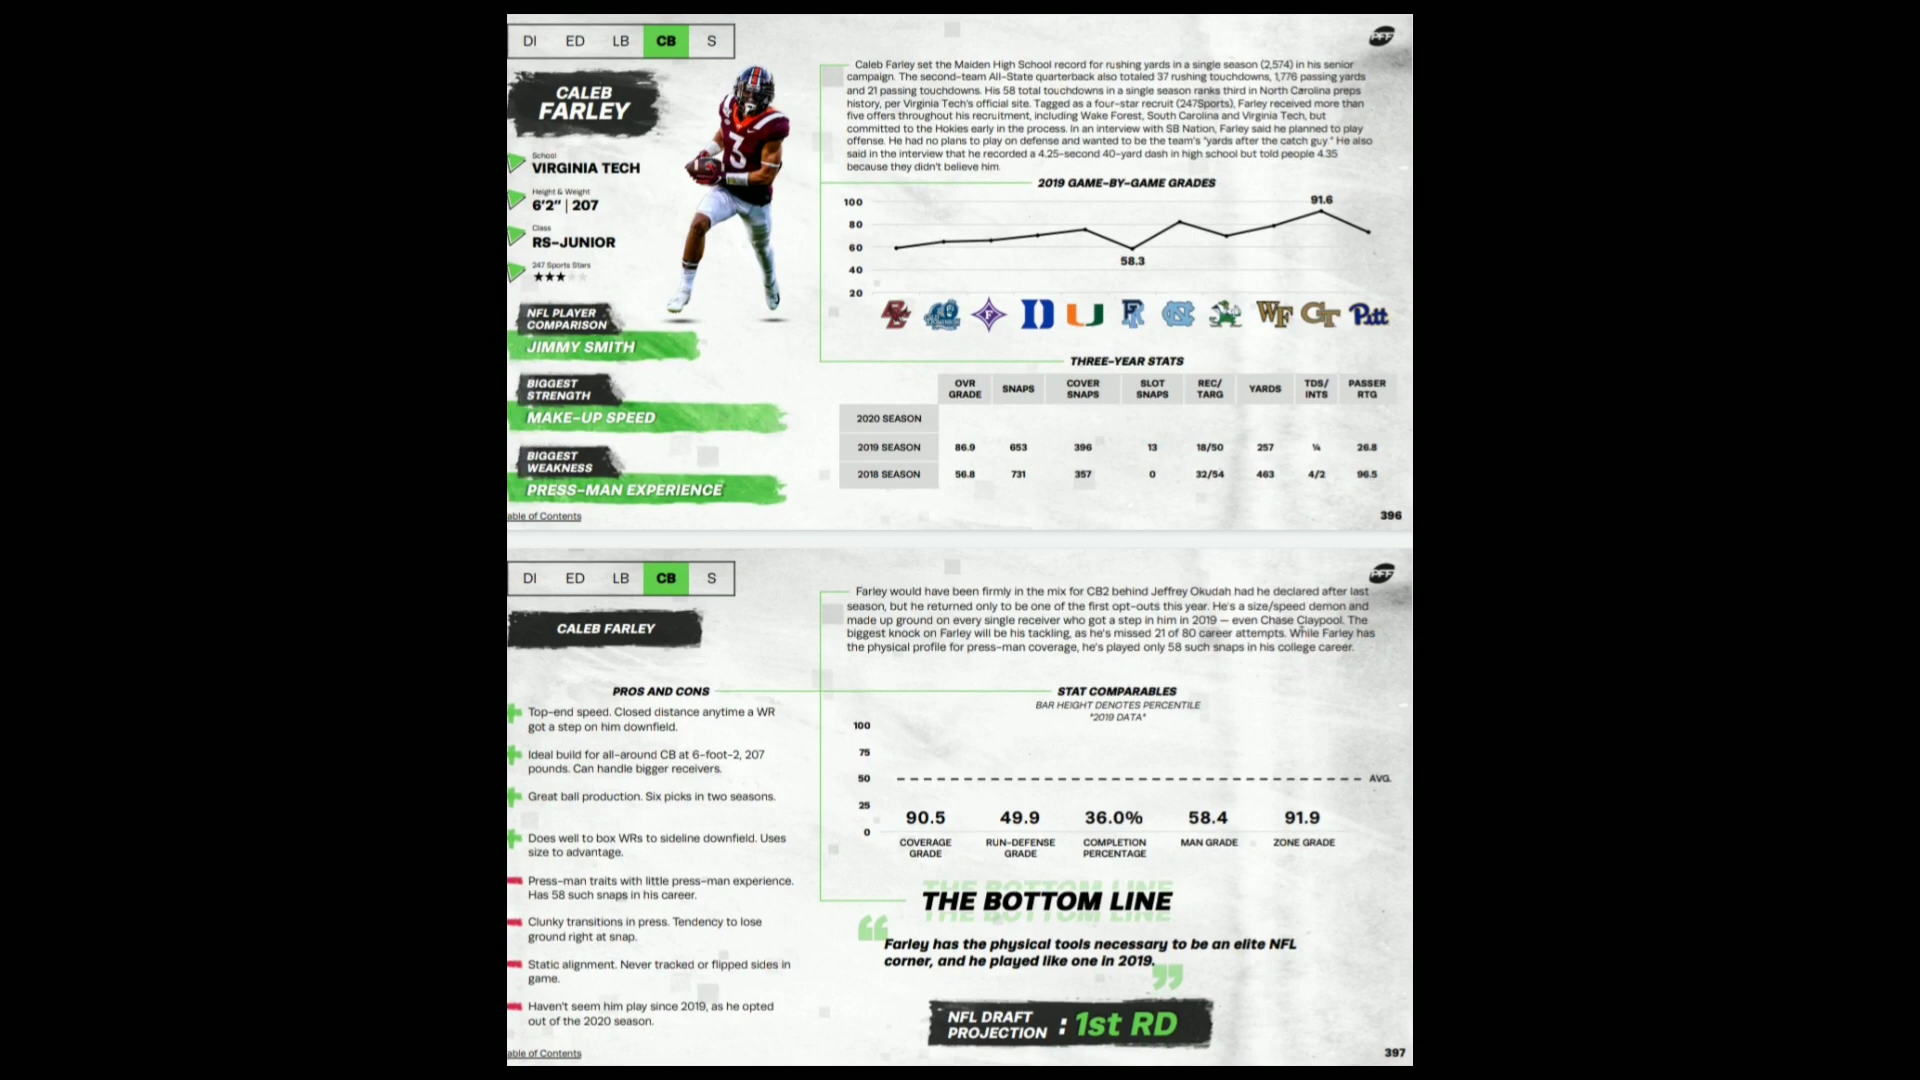 DI ED LB CB S
PFF
CALEB
FARLEY
School
VIRGINIA TECH
Height & Weight
6'2" | 207
Class
RS-JUNIOR
247 Sports Stars
★★★
NFL PLAYER
COMPARISON
JIMMY SMITH
BIGGEST
STRENGTH
MAKE-UP SPEED
BIGGEST
WEAKNESS
PRESS-MAN EXPERIENCE
able of Contents
Caleb Farley set the Maiden High School record for rushing yards in a single season (2,574) in his senior
campaign. The second-team All-State quarterback also totaled 37 rushing touchdowns, 1,776 passing yards
and 21 passing touchdowns. His 58 total touchdowns in a single season ranks third in North Carolina preps
history, per Virginia Tech's official site. Tagged as a four-star recruit (247Sports), Farley received more than
five offers throughout his recruitment, including Wake Forest, South Carolina and Virginia Tech, but
committed to the Hokies early in the process. In an interview with SB Nation, Farley said he planned to play
offense. He had no plans to play on defense and wanted to be the team's "yards after the catch guy." He also
said in the interview that he recorded a 4.25-second 40-yard dash in high school but told people 4.35
because they didn't believe him.
2019 GAME-BY-GAME GRADES
100
80
60
40
20
91.6
58.3
BC F D U R NC WF GT Pitt
THREE-YEAR STATS
OVR GRADE SNAPS COVER SNAPS SLOT SNAPS REC/ TARG YARDS TDS/ INTS PASSER RTG
2020 SEASON
2019 SEASON 86.9 653 396 13 18/50 257 ¼ 26.8
2018 SEASON 56.8 731 357 0 32/54 463 4/2 96.5
396
DI ED LB CB S
PFF
CALEB FARLEY
Farley would have been firmly in the mix for CB2 behind Jeffrey Okudah had he declared after last
season, but he returned only to be one of the first opt-outs this year. He's a size/speed demon and
made up ground on every single receiver who got a step in him in 2019 — even Chase Claypool. The
biggest knock on Farley will be his tackling, as he's missed 21 of 80 career attempts. While Farley has
the physical profile for press-man coverage, he's played only 58 such snaps in his college career.
PROS AND CONS
Top-end speed. Closed distance anytime a WR
got a step on him downfield.
Ideal build for all-around CB at 6-foot-2, 207
pounds. Can handle bigger receivers.
Great ball production. Six picks in two seasons.
Does well to box WRs to sideline downfield. Uses
size to advantage.
Press-man traits with little press-man experience.
Has 58 such snaps in his career.
Clunky transitions in press. Tendency to lose
ground right at snap.
Static alignment. Never tracked or flipped sides in
game.
Haven't seem him play since 2019, as he opted
out of the 2020 season.
able of Contents
STAT COMPARABLES
BAR HEIGHT DENOTES PERCENTILE
*2019 DATA*
100
75
50
25
0
AVG.
90.5 49.9 36.0% 58.4 91.9
COVERAGE GRADE RUN-DEFENSE GRADE COMPLETION PERCENTAGE MAN GRADE ZONE GRADE
THE BOTTOM LINE
Farley has the physical tools necessary to be an elite NFL
corner, and he played like one in 2019.
NFL DRAFT
PROJECTION : 1st RD
397